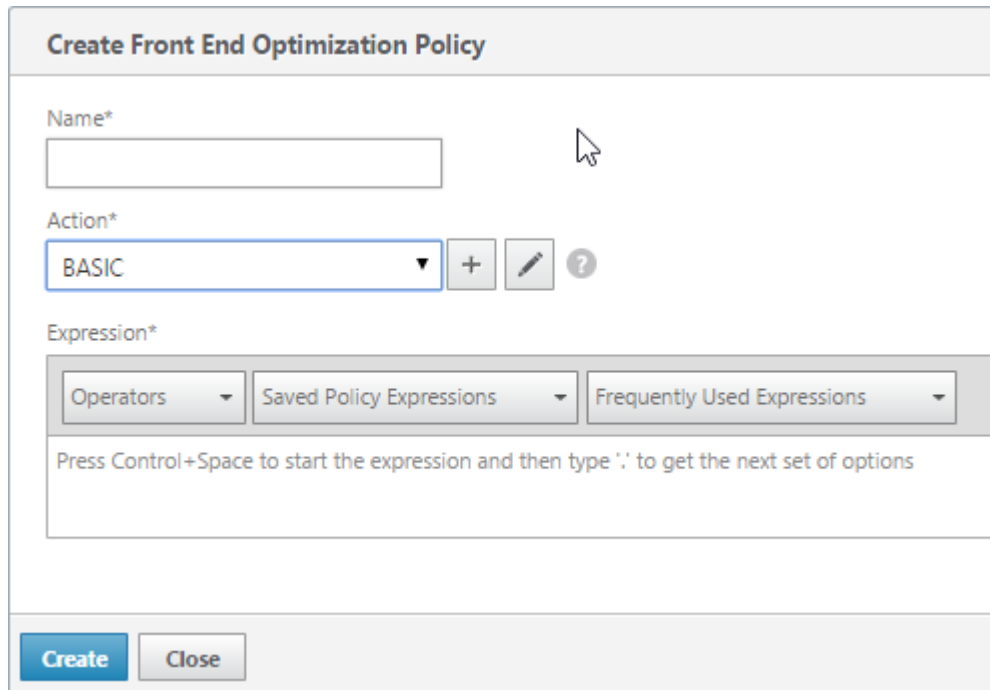 Create Front End Optimization Policy
Name*
Action*
BASIC
+
?
Expression*
Operators Saved Policy Expressions Frequently Used Expressions
Press Control+Space to start the expression and then type '.' to get the next set of options
Create Close